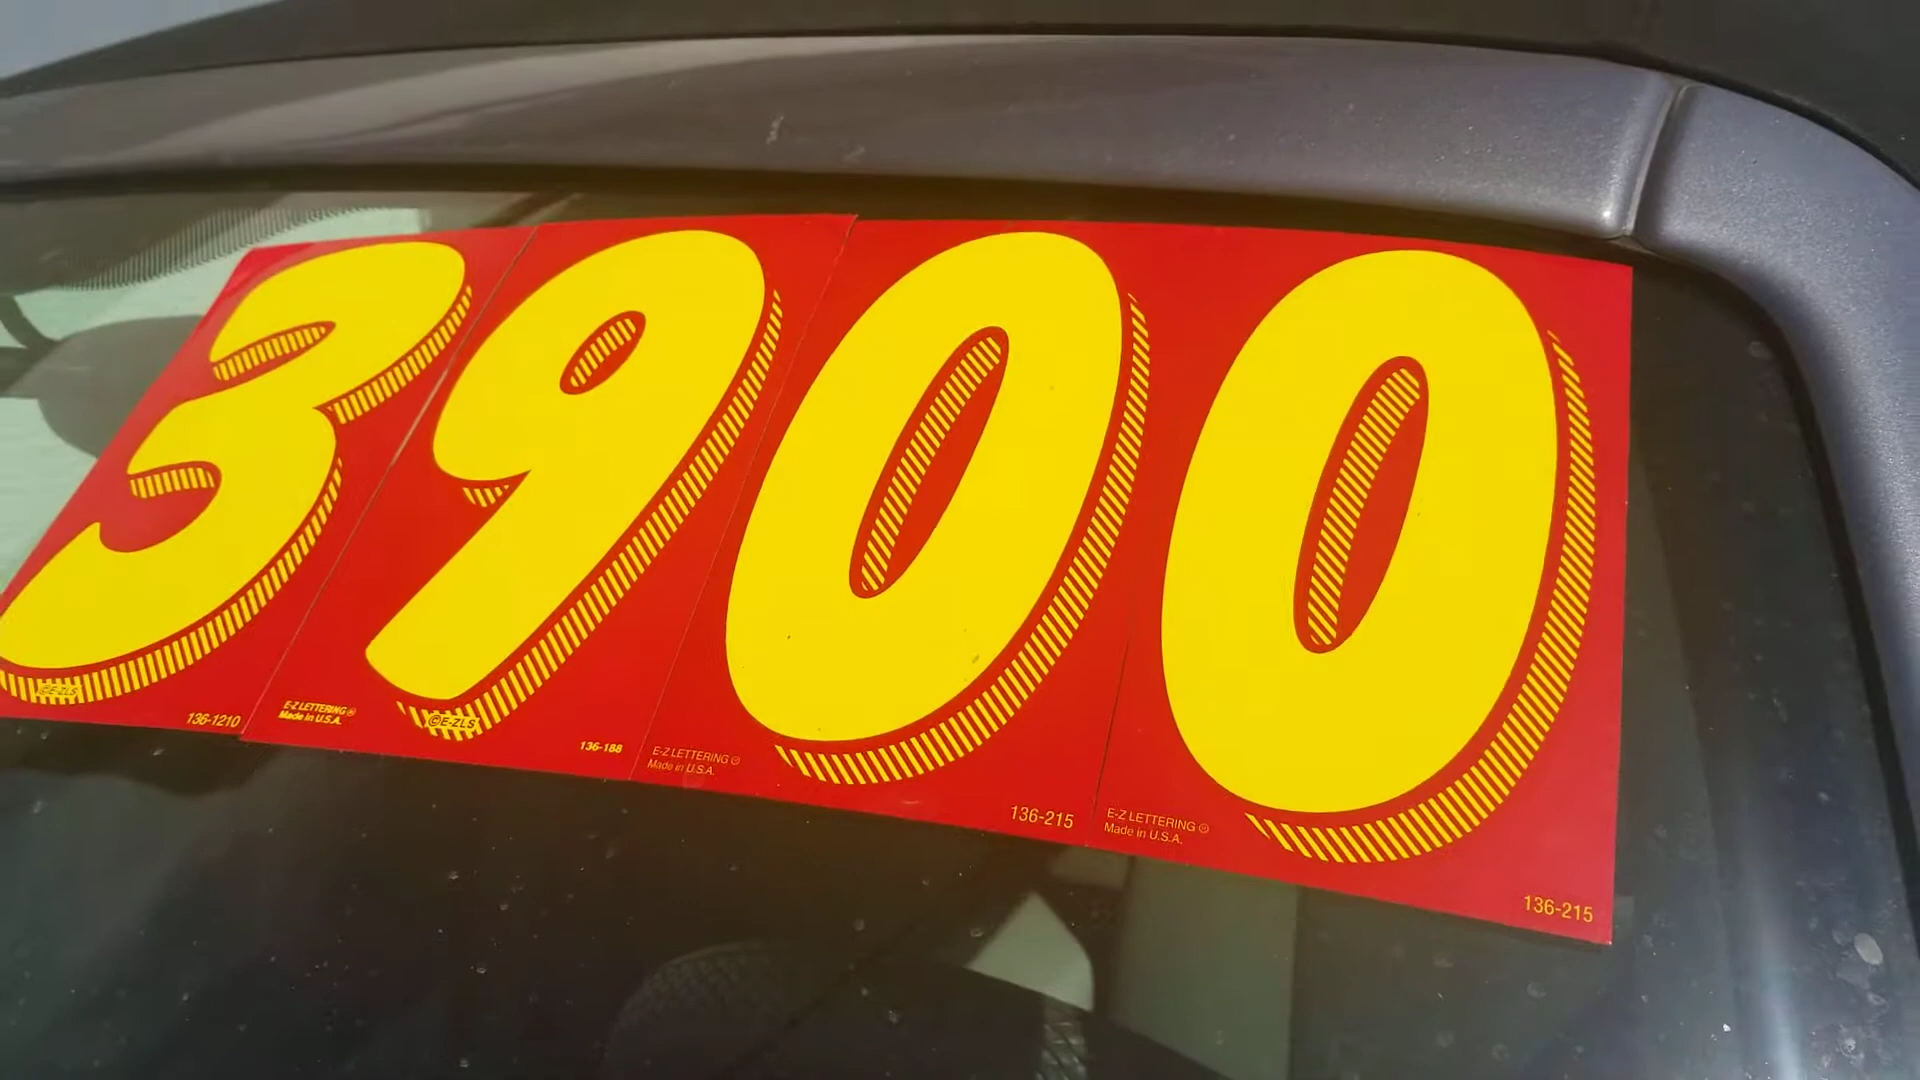 3900
©E-ZLS
136-1210
E-Z LETTERING®
Made in U.S.A.
©E-ZLS
136-188
E-Z LETTERING®
Made in U.S.A.
136-215
E-Z LETTERING®
Made in U.S.A.
136-215